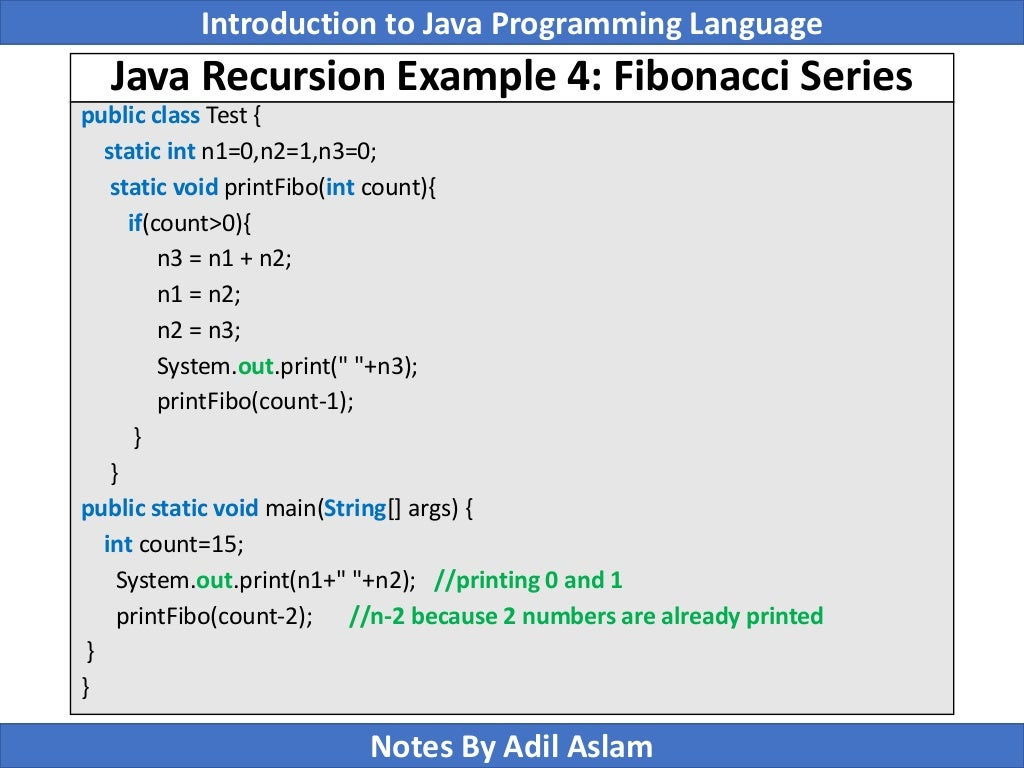 Introduction to Java Programming Language
Java Recursion Example 4: Fibonacci Series
public class Test {
static int n1=0,n2=1,n3=0;
static void printFibo(int count){
if(count>0){
n3 = n1 + n2;
n1 = n2;
n2 = n3;
System.out.print(" "+n3);
printFibo(count-1);
}
}
public static void main(String[] args) {
int count=15;
System.out.print(n1+" "+n2); //printing 0 and 1
printFibo(count-2); //n-2 because 2 numbers are already printed
}
}
Notes By Adil Aslam